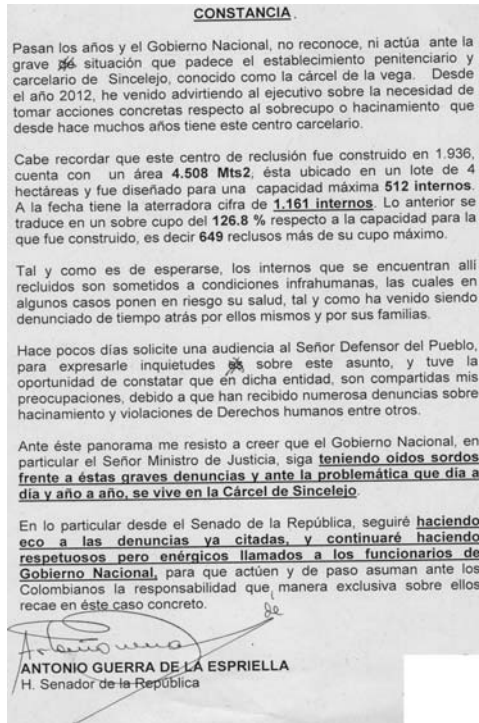 CONSTANCIA.
Pasan los años y el Gobierno Nacional, no reconoce, ni actúa ante la
grave situación que padece el establecimiento penitenciario y
carcelario de Sincelejo, conocido como la cárcel de la vega. Desde
el año 2012, he venido advirtiendo al ejecutivo sobre la necesidad de
tomar acciones concretas respecto al sobrecupo o hacinamiento que
desde hace muchos años tiene este centro carcelario.
Cabe recordar que este centro de reclusión fue construido en 1.936,
cuenta con un área 4.508 Mts2, ésta ubicado en un lote de 4
hectáreas y fue diseñado para una capacidad máxima 512 internos.
A la fecha tiene la aterradora cifra de 1.161 internos. Lo anterior se
traduce en un sobre cupo del 126.8 % respecto a la capacidad para la
que fue construido, es decir 649 reclusos más de su cupo máximo.
Tal y como es de esperarse, los internos que se encuentran allí
recluidos son sometidos a condiciones infrahumanas, las cuales en
algunos casos ponen en riesgo su salud, tal y como ha venido siendo
denunciado de tiempo atrás por ellos mismos y por sus familias.
Hace pocos días solicite una audiencia al Señor Defensor del Pueblo,
para expresarle inquietudes sobre este asunto, y tuve la
oportunidad de constatar que en dicha entidad, son compartidas mis
preocupaciones, debido a que han recibido numerosa denuncias sobre
hacinamiento y violaciones de Derechos humanos entre otros.
Ante éste panorama me resisto a creer que el Gobierno Nacional, en
particular el Señor Ministro de Justicia, siga teniendo oídos sordos
frente a éstas graves denuncias y ante la problemática que día a
día y año a año, se vive en la Cárcel de Sincelejo.
En lo particular desde el Senado de la República, seguiré haciendo
eco a las denuncias ya citadas, y continuaré haciendo
respetuosos pero enérgicos llamados a los funcionarios de
Gobierno Nacional, para que actúen y de paso asuman ante los
Colombianos la responsabilidad que manera exclusiva sobre ellos
recae en éste caso concreto.
de
ANTONIO GUERRA DE LA ESPRIELLA
H. Senador de la República